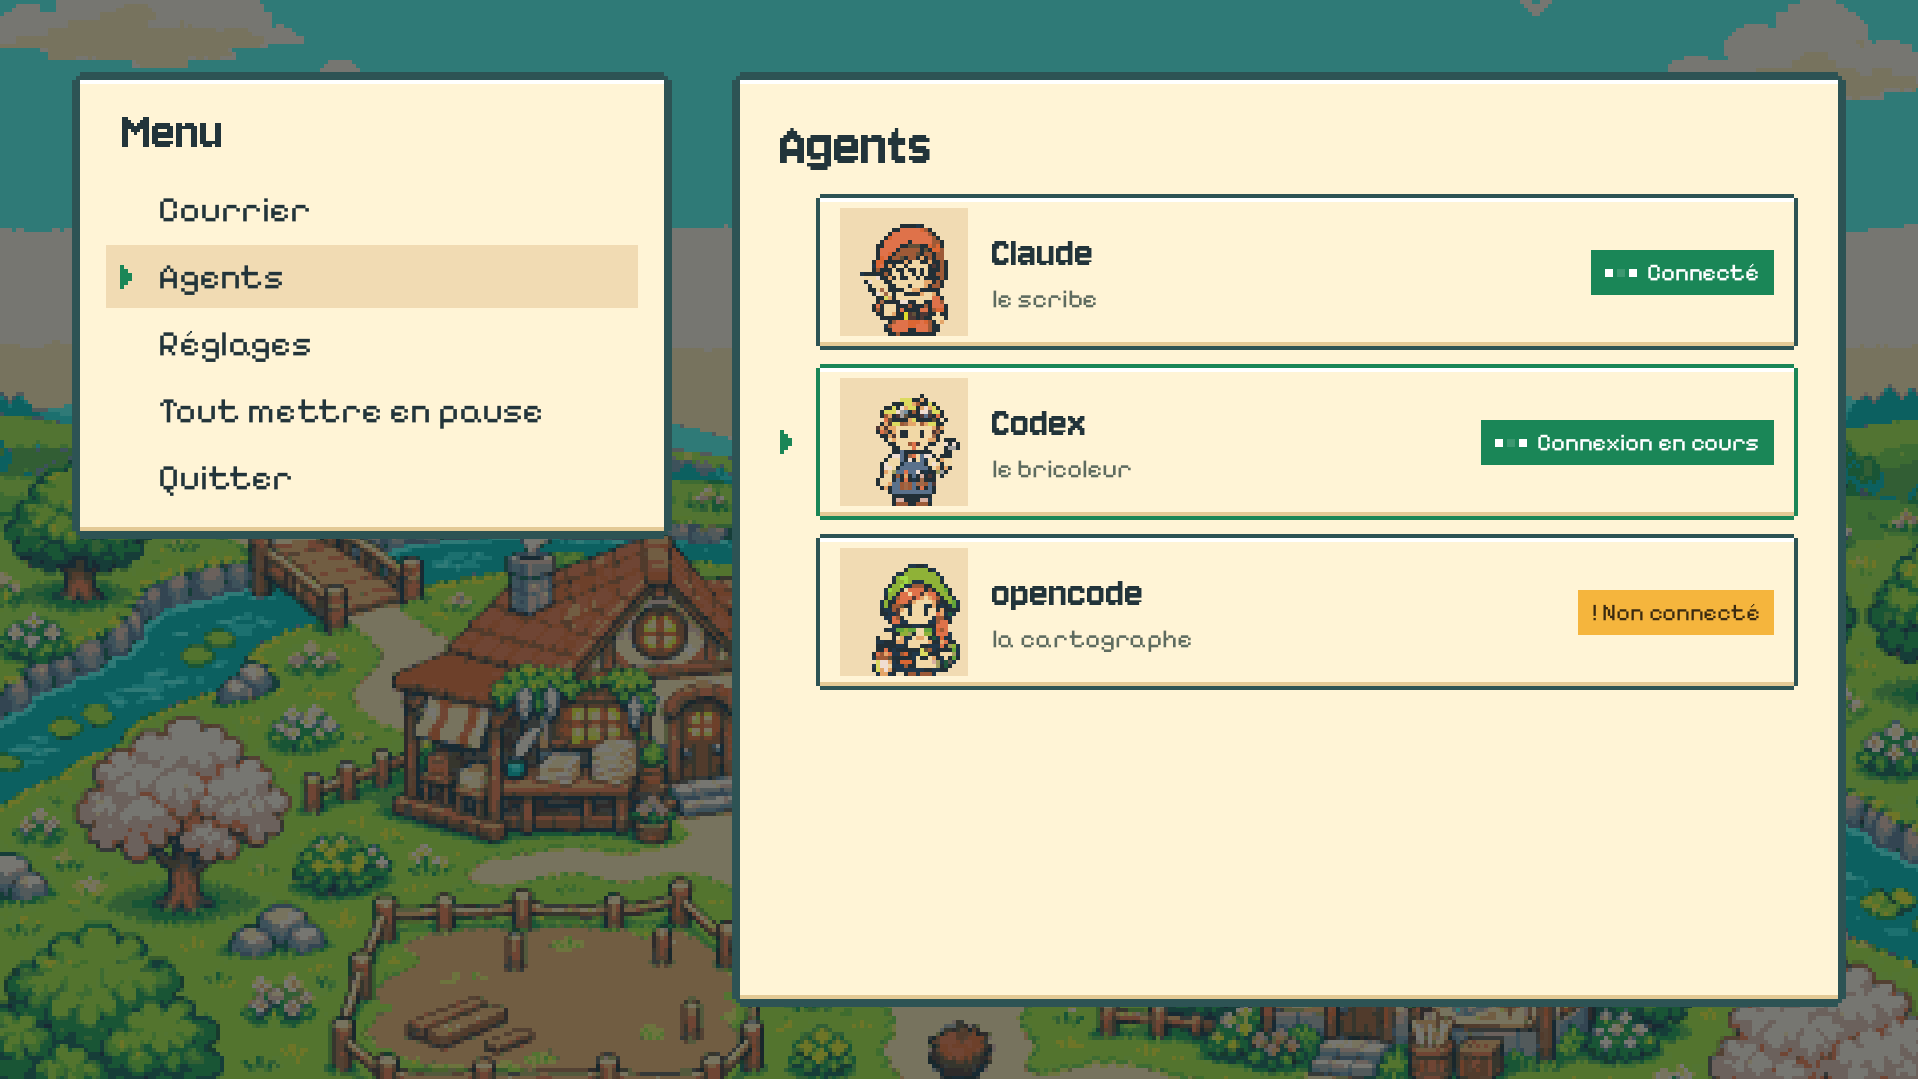 Menu
Courrier
Agents
Réglages
Tout mettre en pause
Quitter
Agents
Claude
le scribe
Connecté
Codex
le bricoleur
Connexion en cours
opencode
la cartographe
! Non connecté